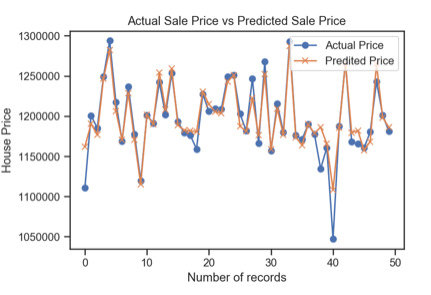 Actual Sale Price vs Predicted Sale Price
1300000
1250000
1200000
1150000
1100000
1050000
House Price
Actual Price
Predited Price
0 10 20 30 40 50
Number of records